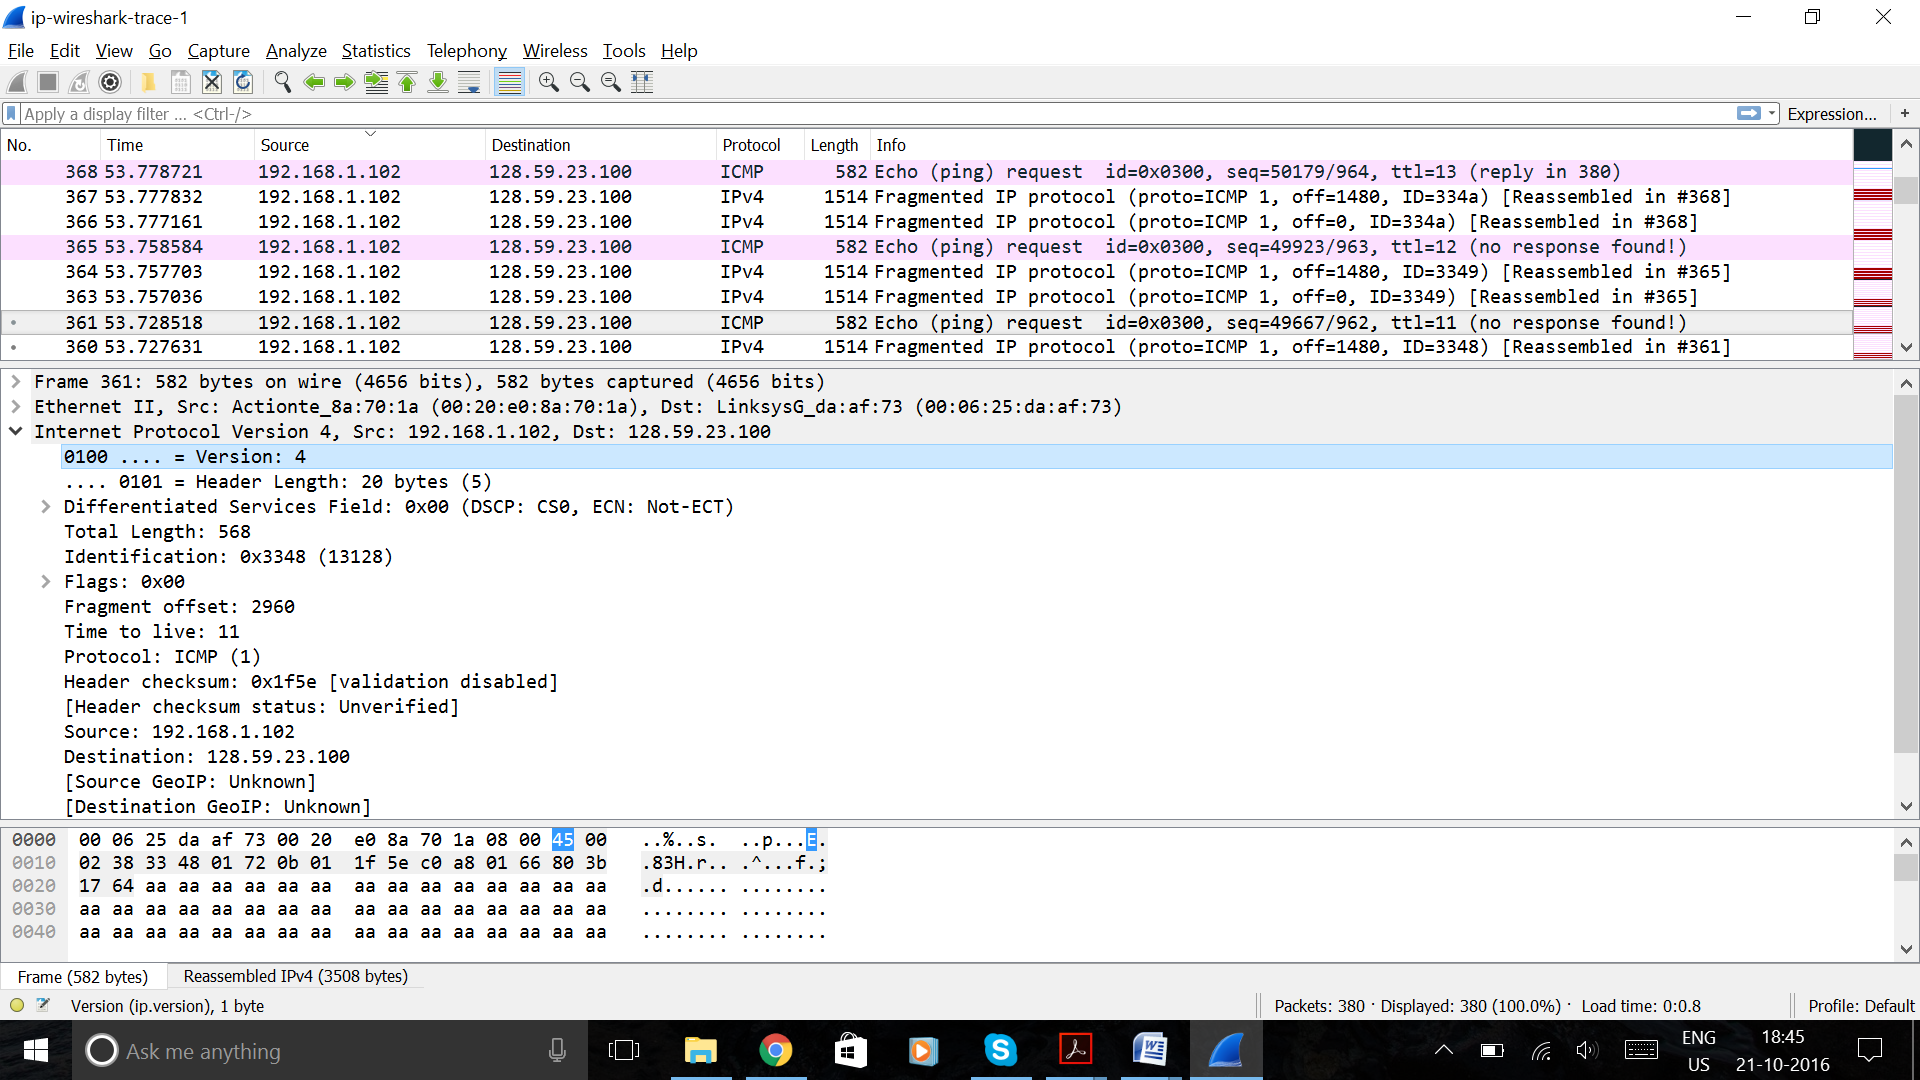 ip-wireshark-trace-1
File Edit View Go Capture Analyze Statistics Telephony Wireless Tools Help
Apply a display filter ... <Ctrl-/> Expression... +
No. Time Source Destination Protocol Length Info
368 53.778721 192.168.1.102 128.59.23.100 ICMP 582 Echo (ping) request id=0x0300, seq=50179/964, ttl=13 (reply in 380)
367 53.777832 192.168.1.102 128.59.23.100 IPv4 1514 Fragmented IP protocol (proto=ICMP 1, off=1480, ID=334a) [Reassembled in #368]
366 53.777161 192.168.1.102 128.59.23.100 IPv4 1514 Fragmented IP protocol (proto=ICMP 1, off=0, ID=334a) [Reassembled in #368]
365 53.758584 192.168.1.102 128.59.23.100 ICMP 582 Echo (ping) request id=0x0300, seq=49923/963, ttl=12 (no response found!)
364 53.757703 192.168.1.102 128.59.23.100 IPv4 1514 Fragmented IP protocol (proto=ICMP 1, off=1480, ID=3349) [Reassembled in #365]
363 53.757036 192.168.1.102 128.59.23.100 IPv4 1514 Fragmented IP protocol (proto=ICMP 1, off=0, ID=3349) [Reassembled in #365]
361 53.728518 192.168.1.102 128.59.23.100 ICMP 582 Echo (ping) request id=0x0300, seq=49667/962, ttl=11 (no response found!)
360 53.727631 192.168.1.102 128.59.23.100 IPv4 1514 Fragmented IP protocol (proto=ICMP 1, off=1480, ID=3348) [Reassembled in #361]
Frame 361: 582 bytes on wire (4656 bits), 582 bytes captured (4656 bits)
Ethernet II, Src: Actionte_8a:70:1a (00:20:e0:8a:70:1a), Dst: LinksysG_da:af:73 (00:06:25:da:af:73)
Internet Protocol Version 4, Src: 192.168.1.102, Dst: 128.59.23.100
0100 .... = Version: 4
.... 0101 = Header Length: 20 bytes (5)
Differentiated Services Field: 0x00 (DSCP: CS0, ECN: Not-ECT)
Total Length: 568
Identification: 0x3348 (13128)
Flags: 0x00
Fragment offset: 2960
Time to live: 11
Protocol: ICMP (1)
Header checksum: 0x1f5e [validation disabled]
[Header checksum status: Unverified]
Source: 192.168.1.102
Destination: 128.59.23.100
[Source GeoIP: Unknown]
[Destination GeoIP: Unknown]
0000 00 06 25 da af 73 00 20 e0 8a 70 1a 08 00 45 00 ..%..s. ..p...E.
0010 02 38 33 48 01 72 0b 01 1f 5e c0 a8 01 66 80 3b .83H.r.. .^...f.;
0020 17 64 aa aa aa aa aa aa aa aa aa aa aa aa aa aa .d...... ........
0030 aa aa aa aa aa aa aa aa aa aa aa aa aa aa aa aa ........ ........
0040 aa aa aa aa aa aa aa aa aa aa aa aa aa aa aa aa ........ ........
Frame (582 bytes) Reassembled IPv4 (3508 bytes)
Version (ip.version), 1 byte Packets: 380 · Displayed: 380 (100.0%) · Load time: 0:0.8 Profile: Default
Ask me anything
ENG 18:45
US 21-10-2016